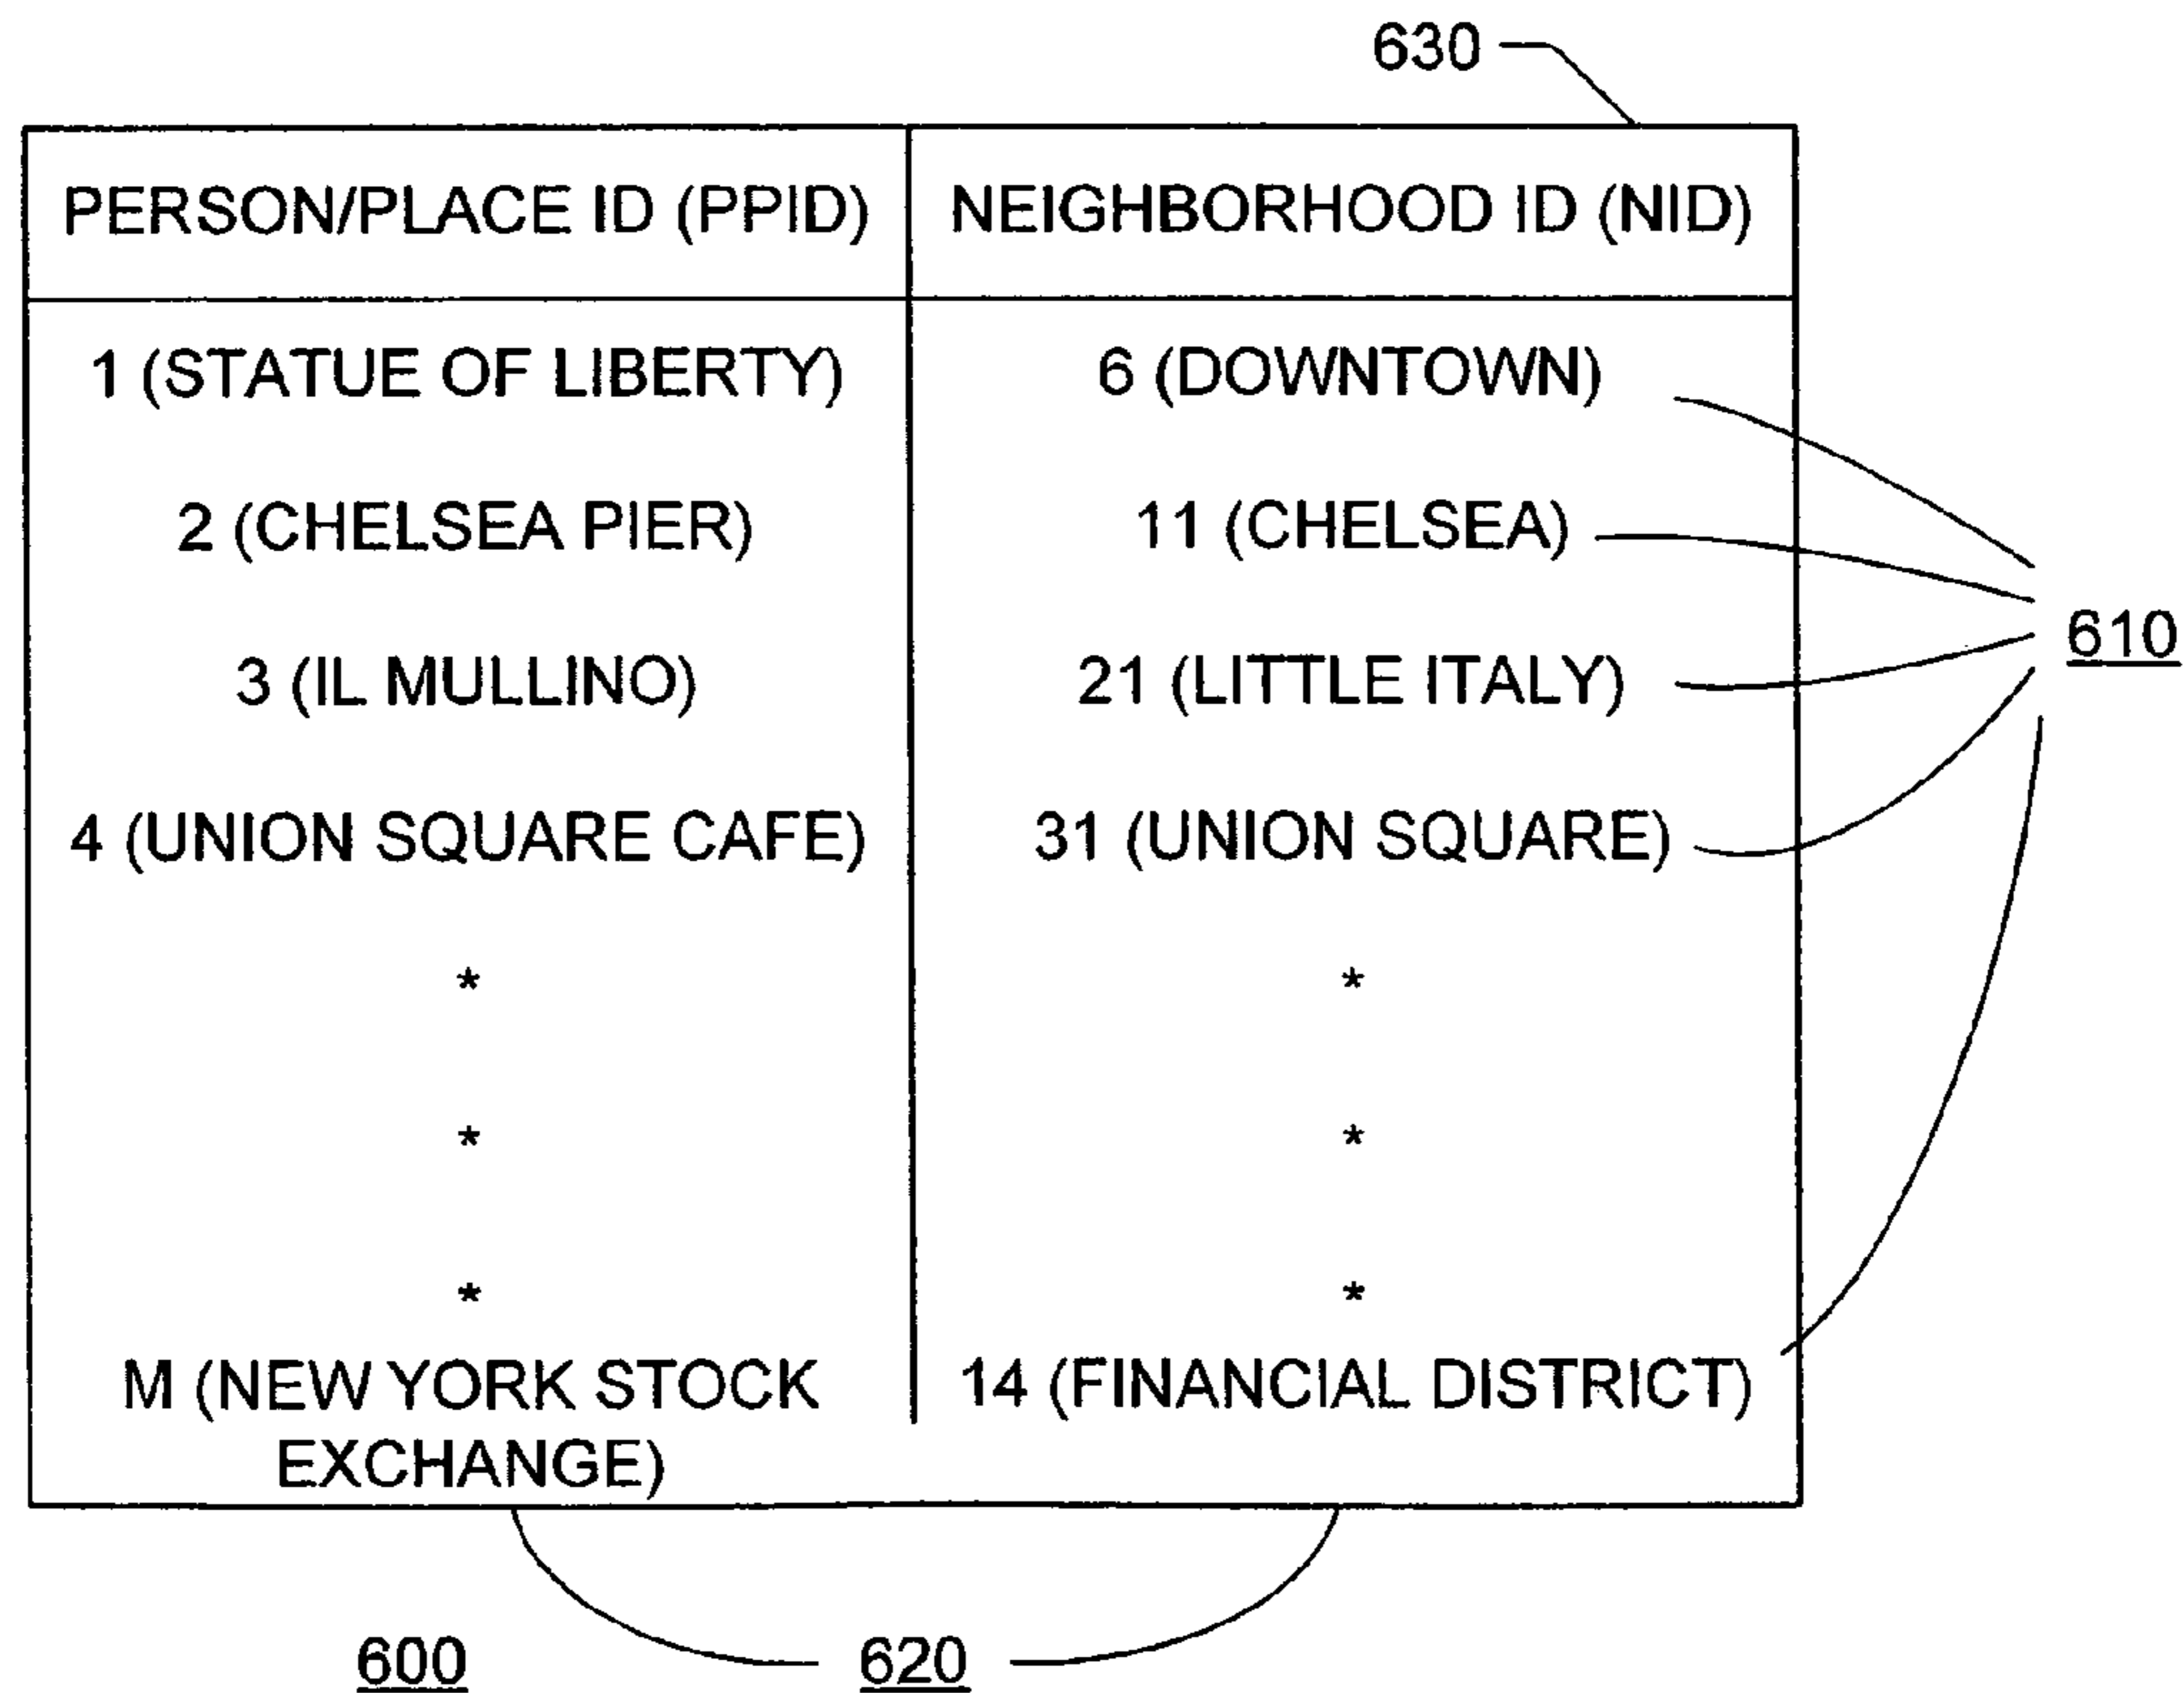 630
PERSON/PLACE ID (PPID) NEIGHBORHOOD ID (NID)
1 (STATUE OF LIBERTY) 6 (DOWNTOWN)
2 (CHELSEA PIER) 11 (CHELSEA)
610
3 (IL MULLINO) 21 (LITTLE ITALY)
4 (UNION SQUARE CAFE) 31 (UNION SQUARE)
* *
* *
* *
M (NEW YORK STOCK 14 (FINANCIAL DISTRICT)
EXCHANGE)
600 620